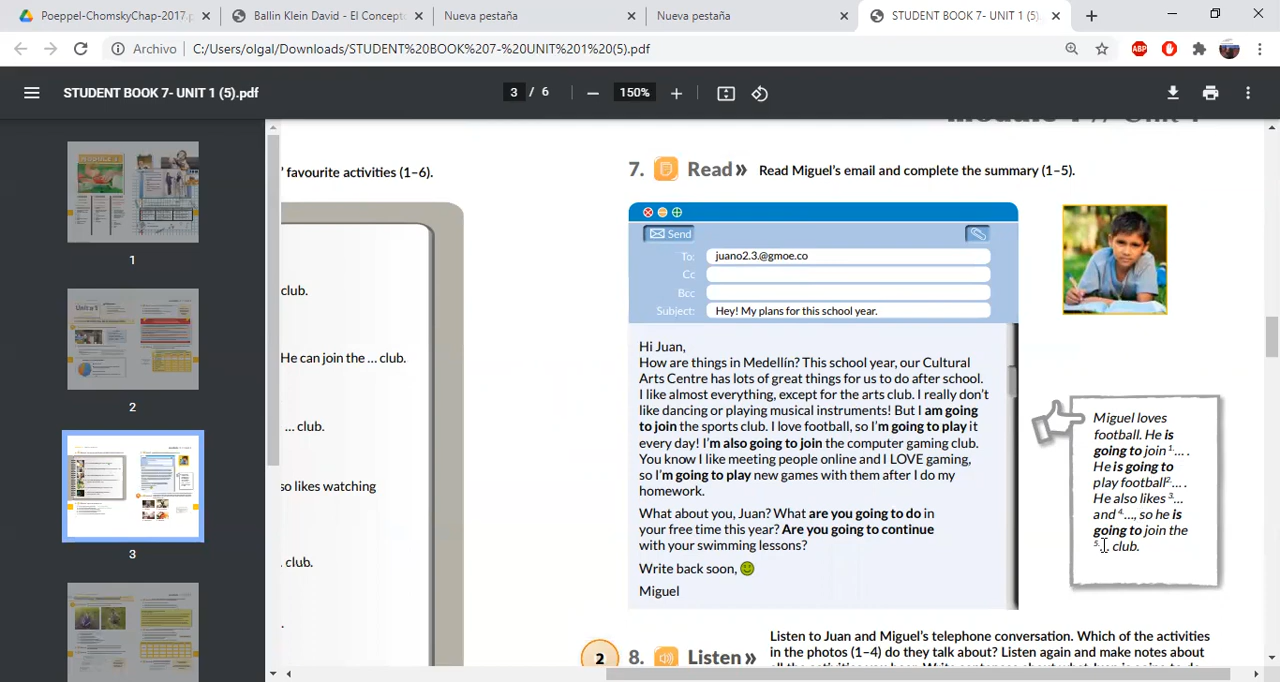 Poeppel-ChomskyChap-2017.p
Ballin Klein David - El Concepto
Nueva pestaña
Nueva pestaña
STUDENT BOOK 7- UNIT 1 (5).p
Archivo | C:/Users/olgal/Downloads/STUDENT%20BOOK%207-%20UNIT%201%20(5).pdf
ABP
STUDENT BOOK 7- UNIT 1 (5).pdf
3 / 6
150%
1
2
3
' favourite activities (1–6).
club.
He can join the ... club.
... club.
so likes watching
. club.
7. Read» Read Miguel's email and complete the summary (1–5).
Send
To: juano2.3.@gmoe.co
Cc
Bcc
Subject: Hey! My plans for this school year.
Hi Juan,
How are things in Medellín? This school year, our Cultural
Arts Centre has lots of great things for us to do after school.
I like almost everything, except for the arts club. I really don't
like dancing or playing musical instruments! But I am going
to join the sports club. I love football, so I'm going to play it
every day! I'm also going to join the computer gaming club.
You know I like meeting people online and I LOVE gaming,
so I'm going to play new games with them after I do my
homework.
What about you, Juan? What are you going to do in
your free time this year? Are you going to continue
with your swimming lessons?
Write back soon,
Miguel
Miguel loves
football. He is
going to join 1.... .
He is going to
play football 2.... .
He also likes 3....
and 4...., so he is
going to join the
5.... club.
2
8. Listen» Listen to Juan and Miguel's telephone conversation. Which of the activities
in the photos (1–4) do they talk about? Listen again and make notes about